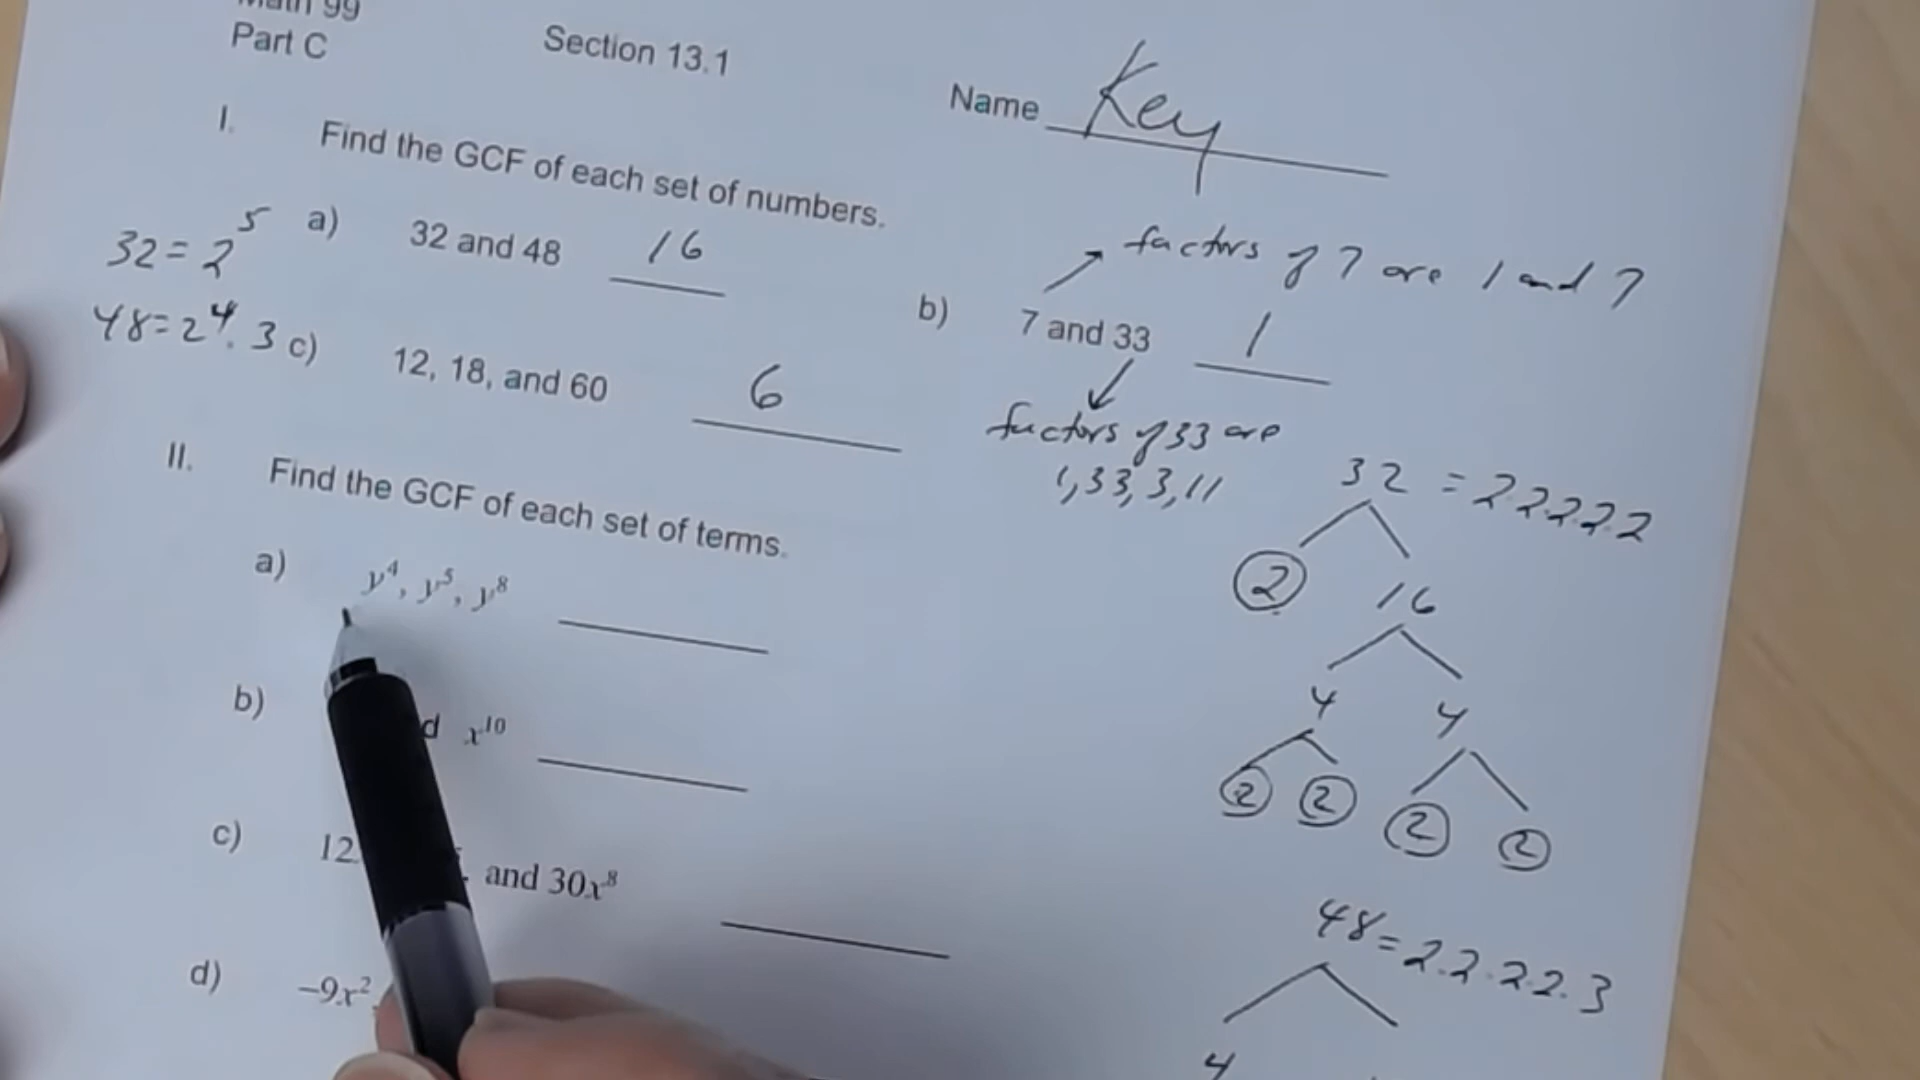 Math 99
Part C
Section 13.1
Name Key
I. Find the GCF of each set of numbers.
32 = 2^5
a) 32 and 48 16
factors of 7 are 1 and 7
48 = 2^4 . 3
b) 7 and 33 1
c) 12, 18, and 60 6
factors of 33 are
1, 33, 3, 11
II. Find the GCF of each set of terms.
32 = 2 2.2.2.2
a) y^4, y^5, y^8
2 16
b) x^10
4 4
2 2 2 2
c) 12 and 30x^8
48 = 2.2.2.2.3
d) -9x^2
4